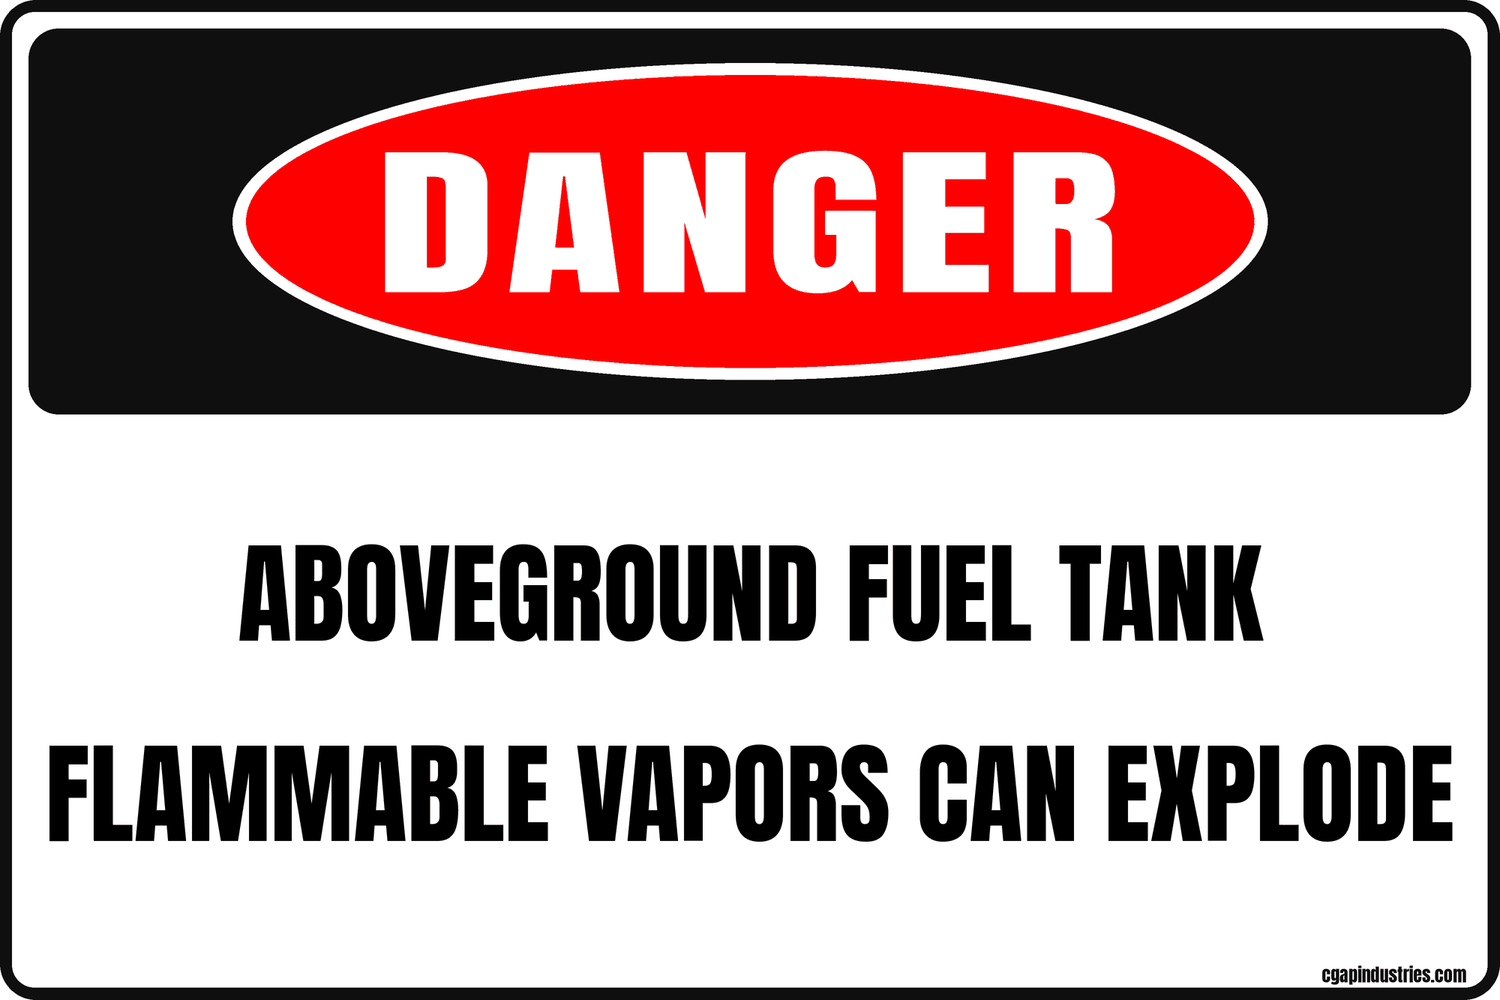 DANGER
ABOVEGROUND FUEL TANK
FLAMMABLE VAPORS CAN EXPLODE
cgapindustries.com